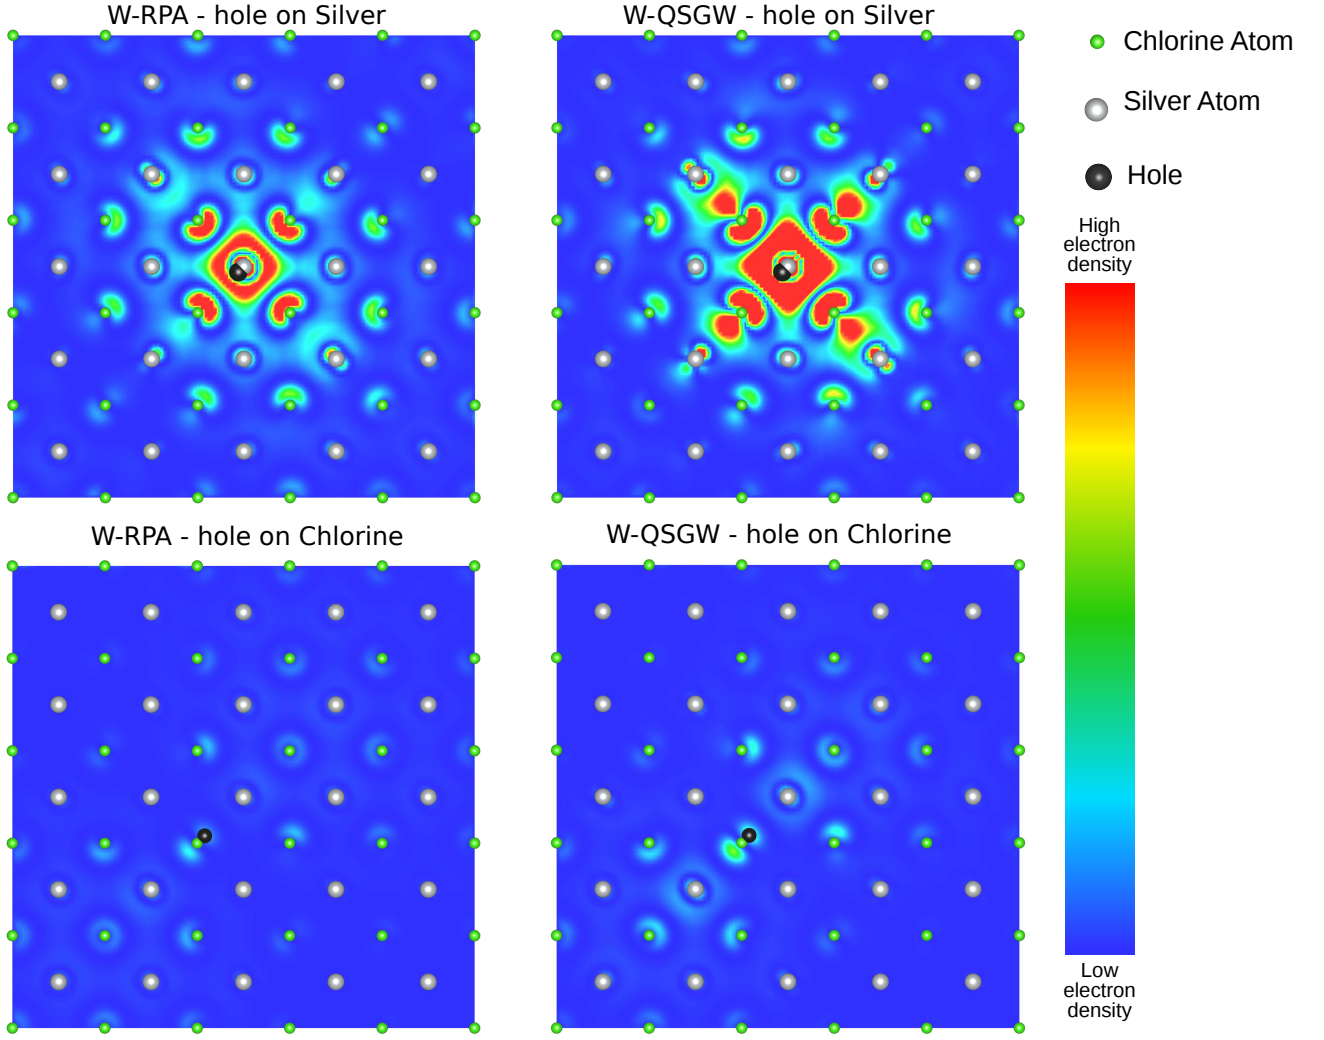 W-RPA - hole on Silver
W-QSGW - hole on Silver
Chlorine Atom
Silver Atom
Hole
High
electron
density
W-RPA - hole on Chlorine
W-QSGW - hole on Chlorine
Low
electron
density